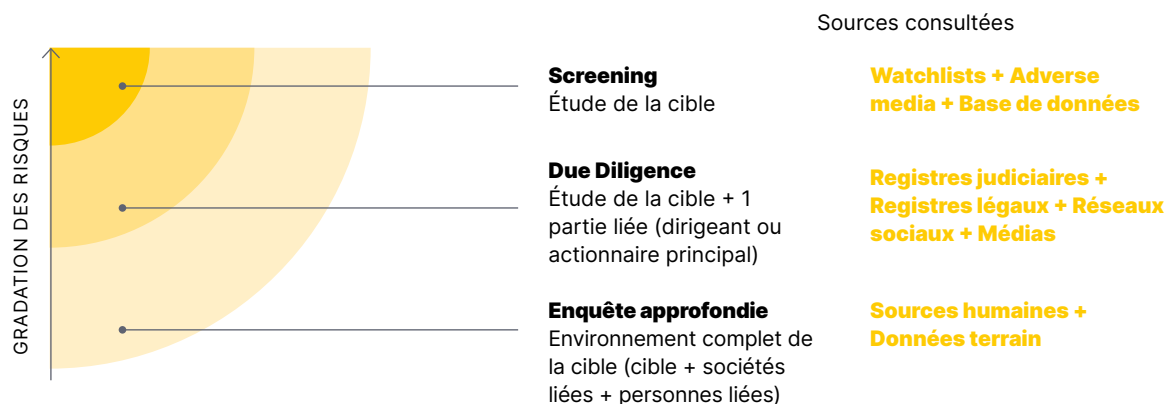 Sources consultées
GRADATION DES RISQUES
Screening
Étude de la cible
Watchlists + Adverse
media + Base de données
Due Diligence
Étude de la cible + 1
partie liée (dirigeant ou
actionnaire principal)
Registres judiciaires +
Registres légaux + Réseaux
sociaux + Médias
Enquête approfondie
Environnement complet de
la cible (cible + sociétés
liées + personnes liées)
Sources humaines +
Données terrain